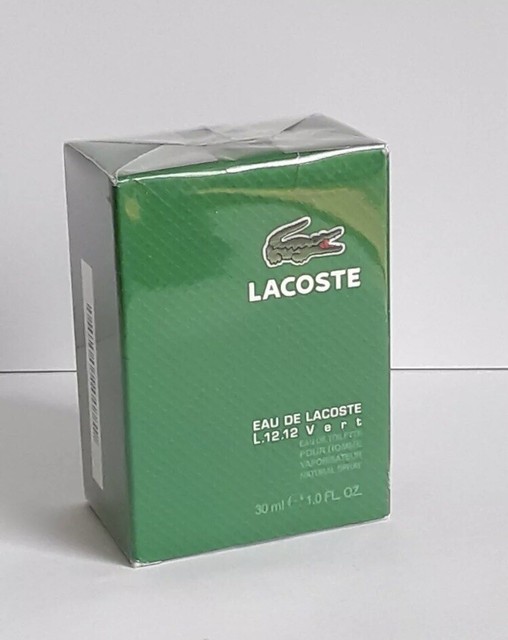 LACOSTE
EAU DE LACOSTE
L.12.12 Vert
EAU DE TOILETTE
POUR HOMME
VAPORISATEUR
NATURAL SPRAY
30 ml ℮ 1.0 FL. OZ.